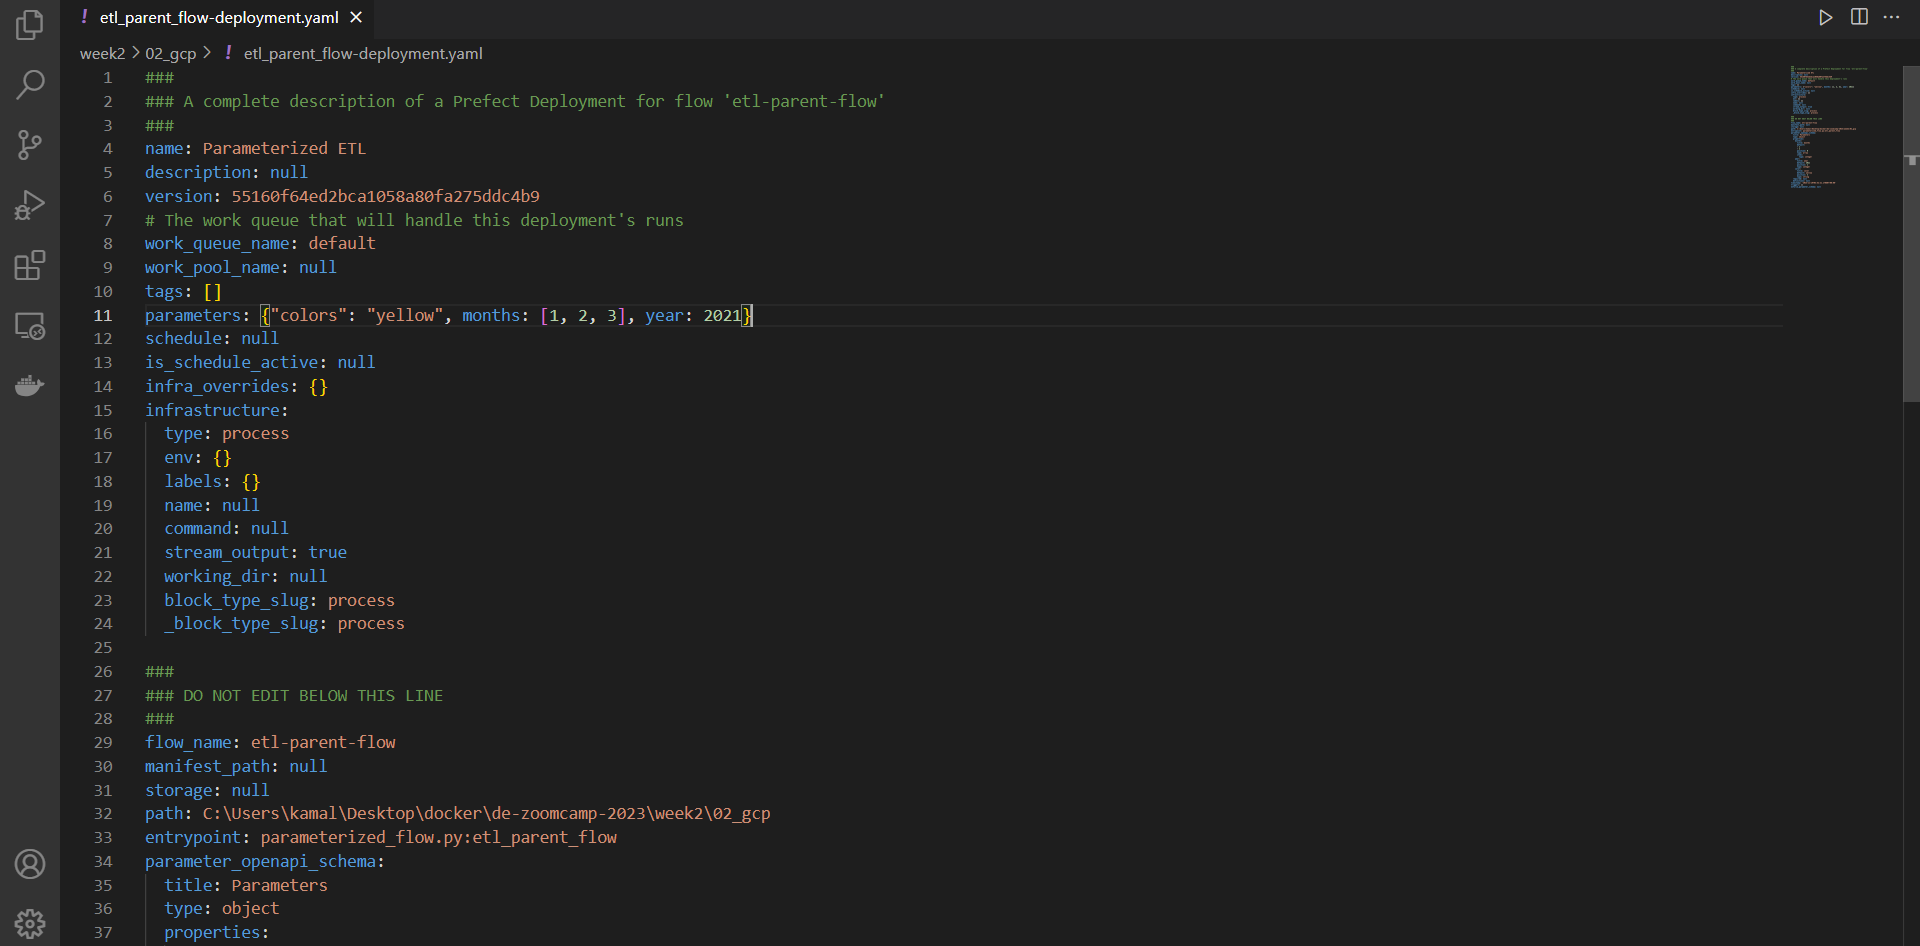 ! etl_parent_flow-deployment.yaml ×
week2 > 02_gcp > ! etl_parent_flow-deployment.yaml
1 ###
2 ### A complete description of a Prefect Deployment for flow 'etl-parent-flow'
3 ###
4 name: Parameterized ETL
5 description: null
6 version: 55160f64ed2bca1058a80fa275ddc4b9
7 # The work queue that will handle this deployment's runs
8 work_queue_name: default
9 work_pool_name: null
10 tags: []
11 parameters: {"colors": "yellow", months: [1, 2, 3], year: 2021}
12 schedule: null
13 is_schedule_active: null
14 infra_overrides: {}
15 infrastructure:
16   type: process
17   env: {}
18   labels: {}
19   name: null
20   command: null
21   stream_output: true
22   working_dir: null
23   block_type_slug: process
24   _block_type_slug: process
25
26 ###
27 ### DO NOT EDIT BELOW THIS LINE
28 ###
29 flow_name: etl-parent-flow
30 manifest_path: null
31 storage: null
32 path: C:\Users\kamal\Desktop\docker\de-zoomcamp-2023\week2\02_gcp
33 entrypoint: parameterized_flow.py:etl_parent_flow
34 parameter_openapi_schema:
35   title: Parameters
36   type: object
37   properties: